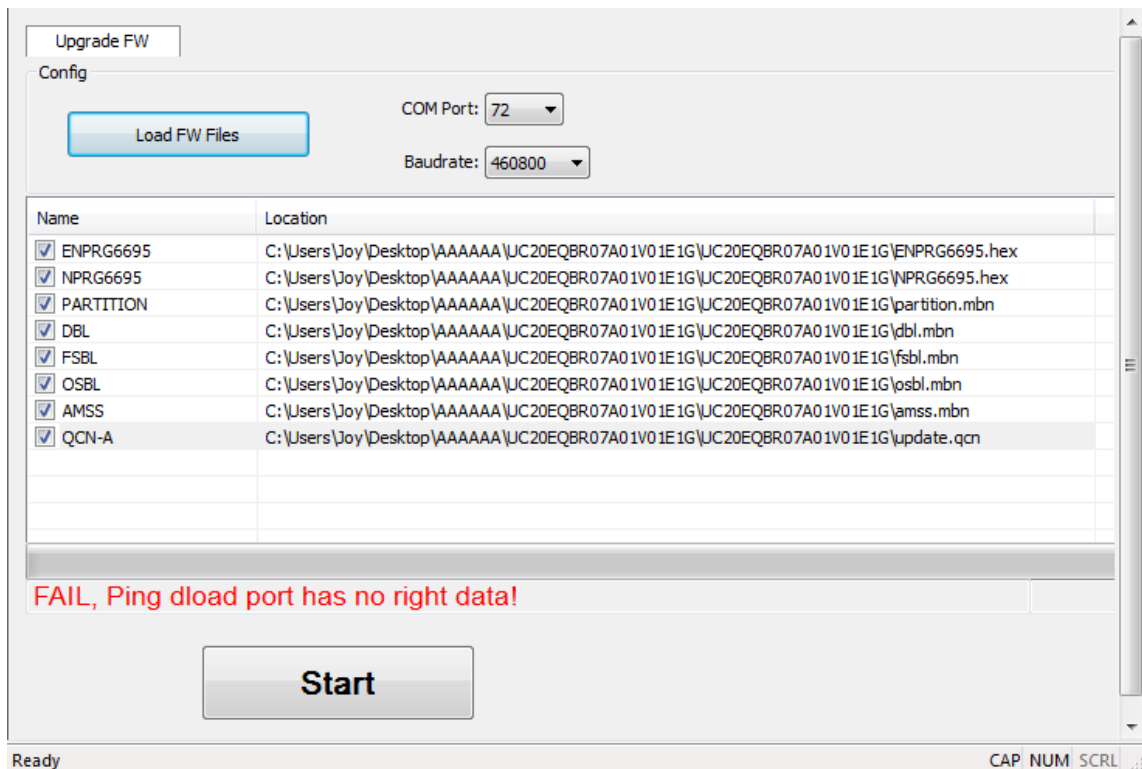 Upgrade FW
Config
Load FW Files
COM Port: 72
Baudrate: 460800
Name Location
ENPRG6695 C:\Users\Joy\Desktop\AAAAAA\UC20EQBR07A01V01E1G\UC20EQBR07A01V01E1G\ENPRG6695.hex
NPRG6695 C:\Users\Joy\Desktop\AAAAAA\UC20EQBR07A01V01E1G\UC20EQBR07A01V01E1G\NPRG6695.hex
PARTITION C:\Users\Joy\Desktop\AAAAAA\UC20EQBR07A01V01E1G\UC20EQBR07A01V01E1G\partition.mbn
DBL C:\Users\Joy\Desktop\AAAAAA\UC20EQBR07A01V01E1G\UC20EQBR07A01V01E1G\dbl.mbn
FSBL C:\Users\Joy\Desktop\AAAAAA\UC20EQBR07A01V01E1G\UC20EQBR07A01V01E1G\fsbl.mbn
OSBL C:\Users\Joy\Desktop\AAAAAA\UC20EQBR07A01V01E1G\UC20EQBR07A01V01E1G\osbl.mbn
AMSS C:\Users\Joy\Desktop\AAAAAA\UC20EQBR07A01V01E1G\UC20EQBR07A01V01E1G\amss.mbn
QCN-A C:\Users\Joy\Desktop\AAAAAA\UC20EQBR07A01V01E1G\UC20EQBR07A01V01E1G\update.qcn
FAIL, Ping dload port has no right data!
Start
Ready CAP NUM SCRL